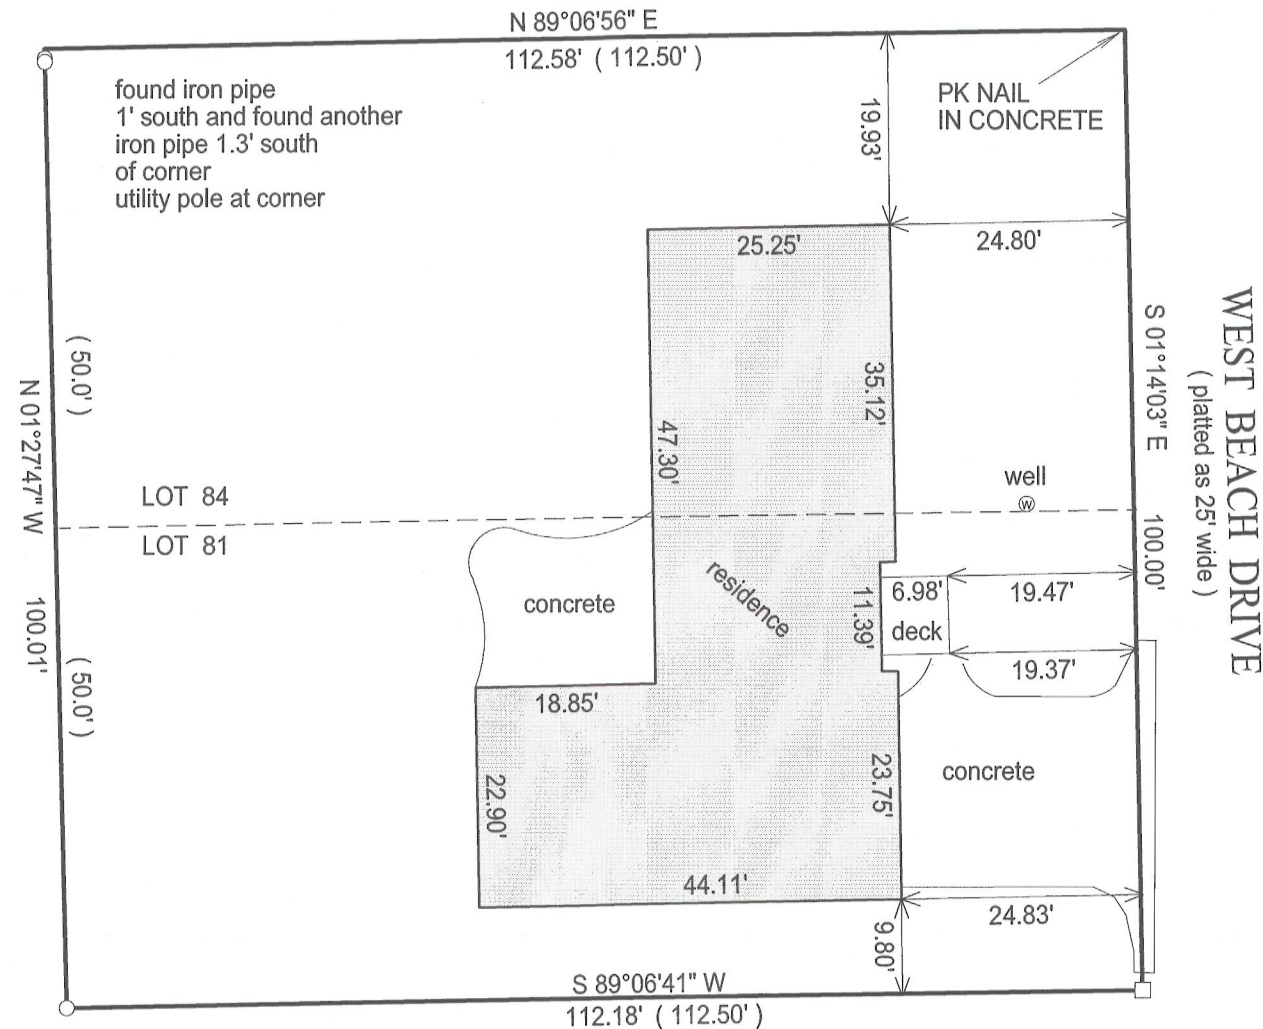 N 89°06'56" E
112.58' ( 112.50' )
found iron pipe
1' south and found another
iron pipe 1.3' south
of corner
utility pole at corner
PK NAIL
IN CONCRETE
19.93'
25.25'
24.80'
WEST BEACH DRIVE
( platted as 25' wide )
S 01°14'03" E 100.00'
( 50.0' )
N 01°27'47" W 100.01'
35.12'
47.30'
well
W
LOT 84
LOT 81
concrete
residence
11.39'
6.98'
deck
19.47'
19.37'
( 50.0' )
18.85'
22.90'
23.75'
concrete
44.11'
24.83'
9.80'
S 89°06'41" W
112.18' ( 112.50' )